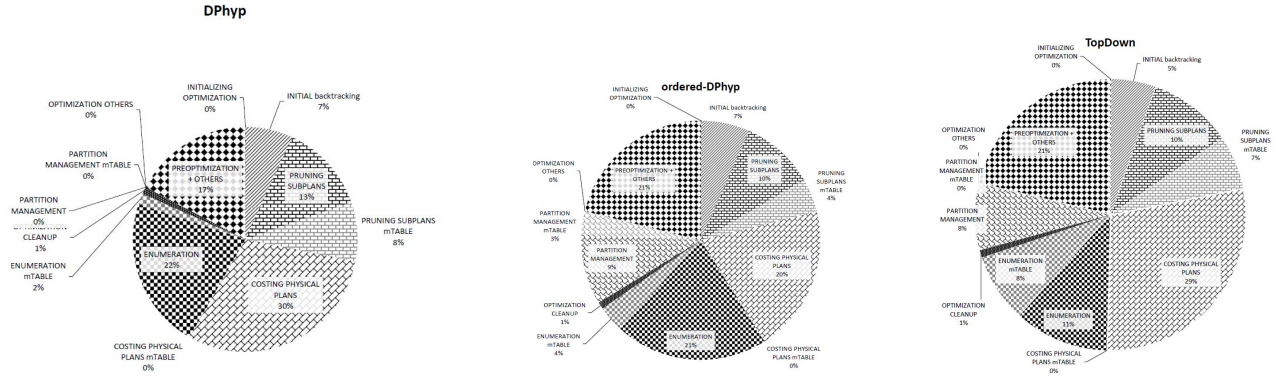 DPhyp
INITIALIZING
OPTIMIZATION
0%
INITIAL backtracking
7%
OPTIMIZATION OTHERS
0%
PARTITION
MANAGEMENT mTABLE
0%
PREOPTIMIZATION
+ OTHERS
17%
PRUNING
SUBPLANS
13%
PARTITION
MANAGEMENT
0%
CLEANUP
1%
PRUNING SUBPLANS
mTABLE
8%
ENUMERATION
22%
ENUMERATION
mTABLE
2%
COSTING PHYSICAL
PLANS
30%
COSTING PHYSICAL
PLANS mTABLE
0%
ordered-DPhyp
INITIALIZING
OPTIMIZATION
0%
INITIAL backtracking
7%
OPTIMIZATION
OTHERS
0%
PREOPTIMIZATION +
OTHERS
21%
PRUNING
SUBPLANS
10%
PRUNING
SUBPLANS
mTABLE
4%
PARTITION
MANAGEMENT
mTABLE
3%
PARTITION
MANAGEMENT
9%
COSTING PHYSICAL
PLANS
20%
OPTIMIZATION
CLEANUP
1%
ENUMERATION
mTABLE
4%
ENUMERATION
21%
COSTING PHYSICAL
PLANS mTABLE
0%
TopDown
INITIALIZING
OPTIMIZATION
0%
INITIAL backtracking
5%
OPTIMIZATION
OTHERS
0%
PREOPTIMIZATION +
OTHERS
21%
PRUNING SUBPLANS
10%
PRUNING
SUBPLANS
mTABLE
7%
PARTITION
MANAGEMENT
mTABLE
0%
PARTITION
MANAGEMENT
8%
ENUMERATION
mTABLE
8%
COSTING PHYSICAL
PLANS
29%
OPTIMIZATION
CLEANUP
1%
ENUMERATION
11%
COSTING PHYSICAL
PLANS mTABLE
0%